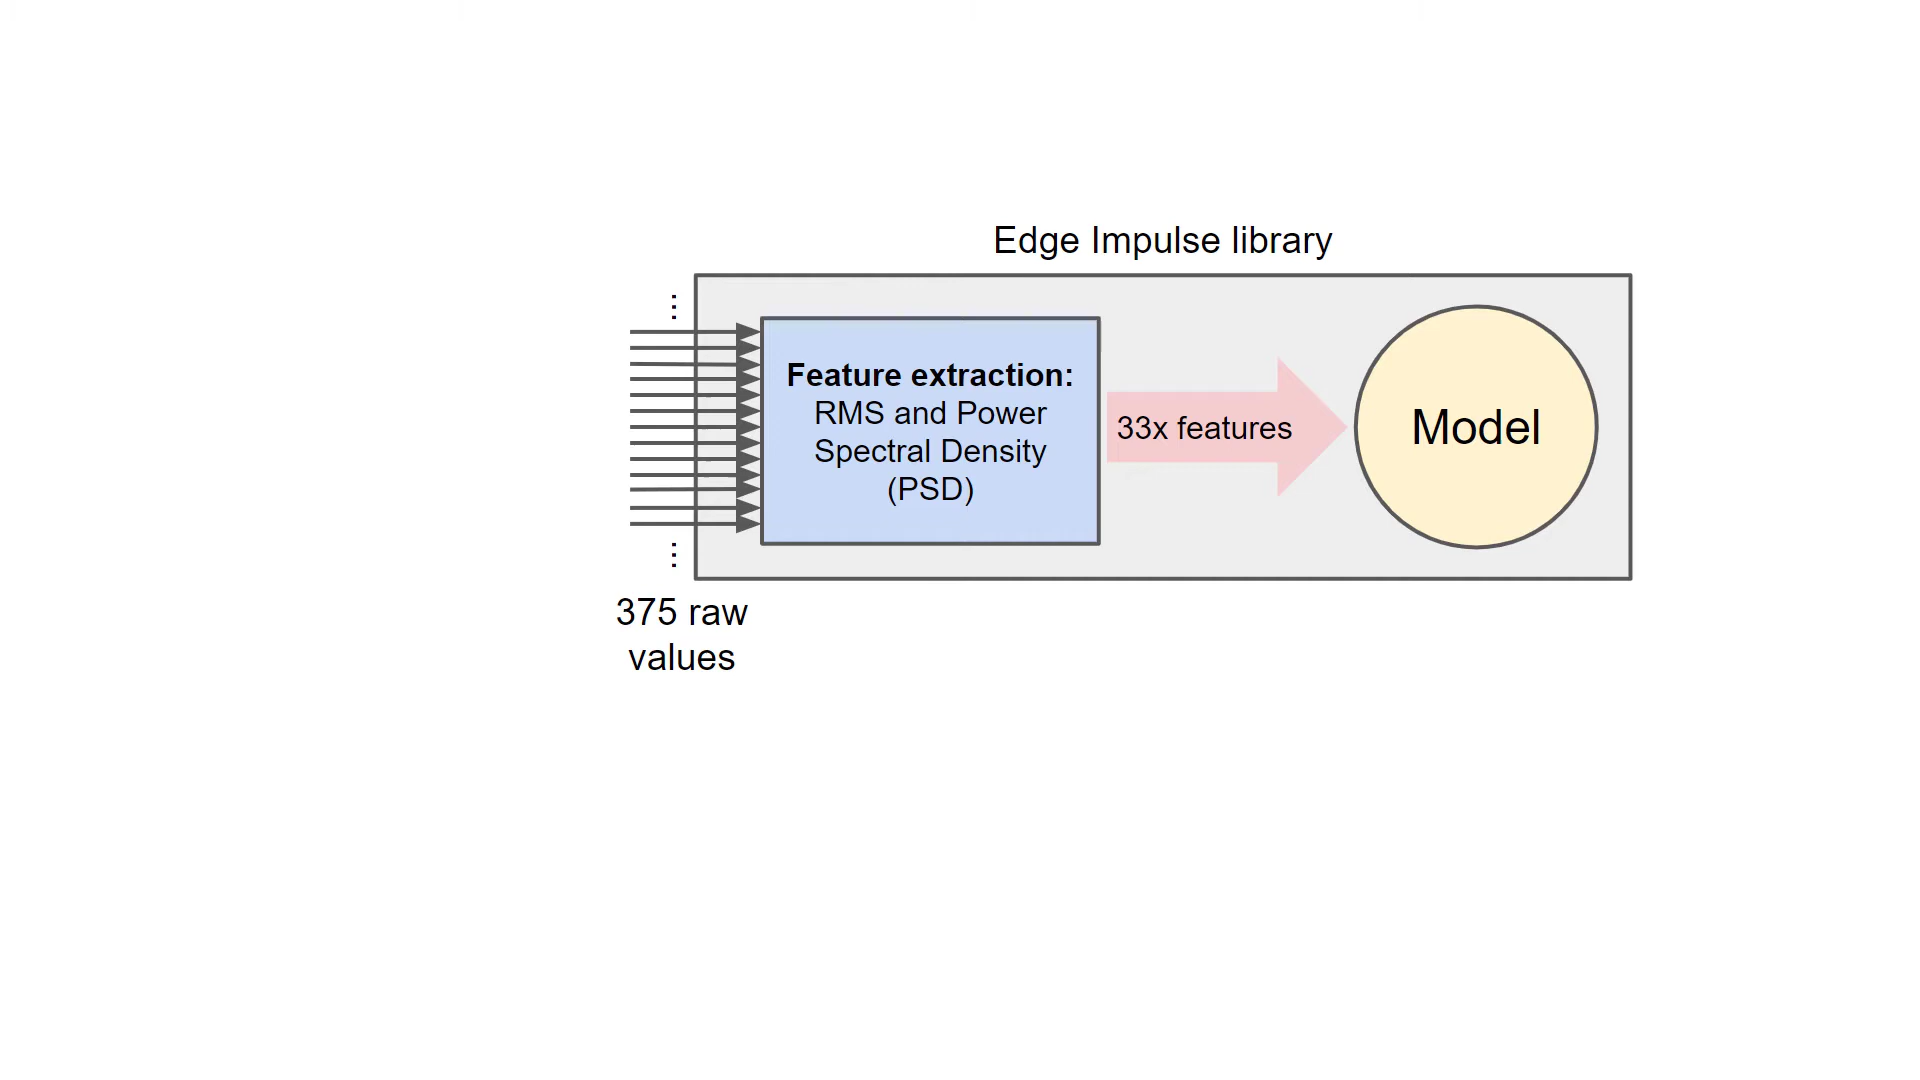 Edge Impulse library
...
Feature extraction:
RMS and Power
Spectral Density
(PSD)
33x features
Model
...
375 raw
values